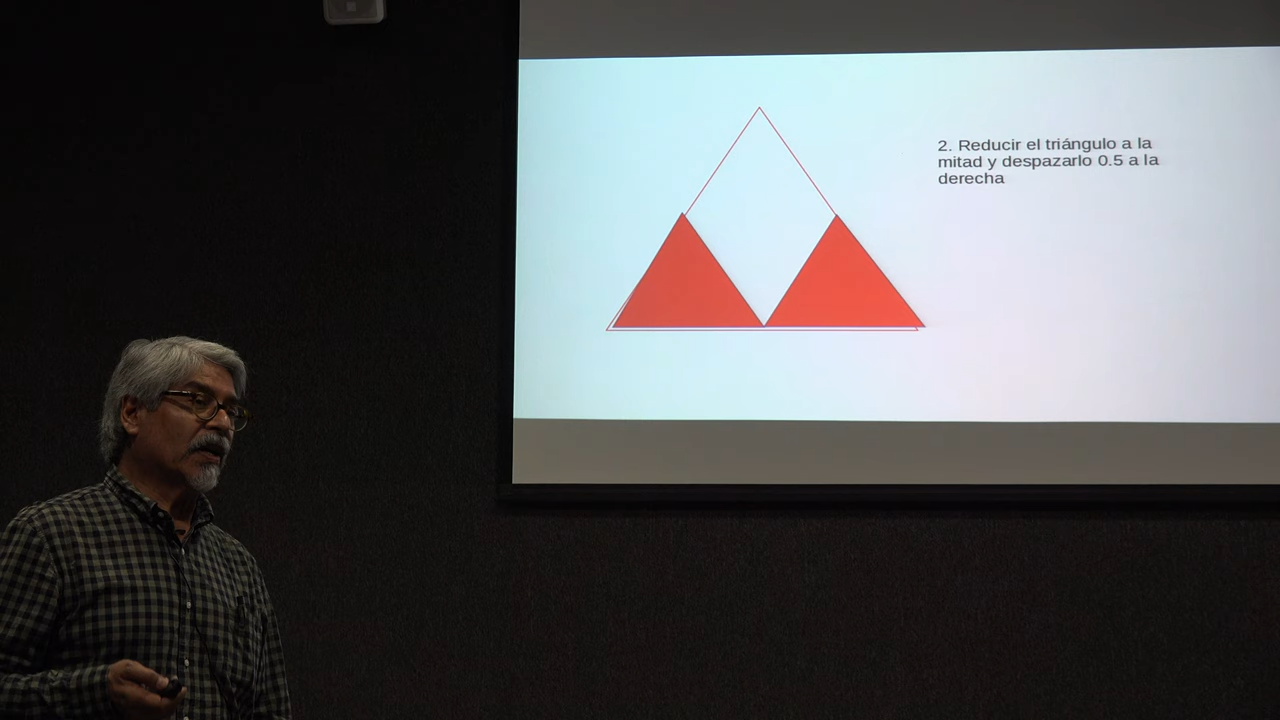 2. Reducir el triángulo a la
mitad y despazarlo 0.5 a la
derecha